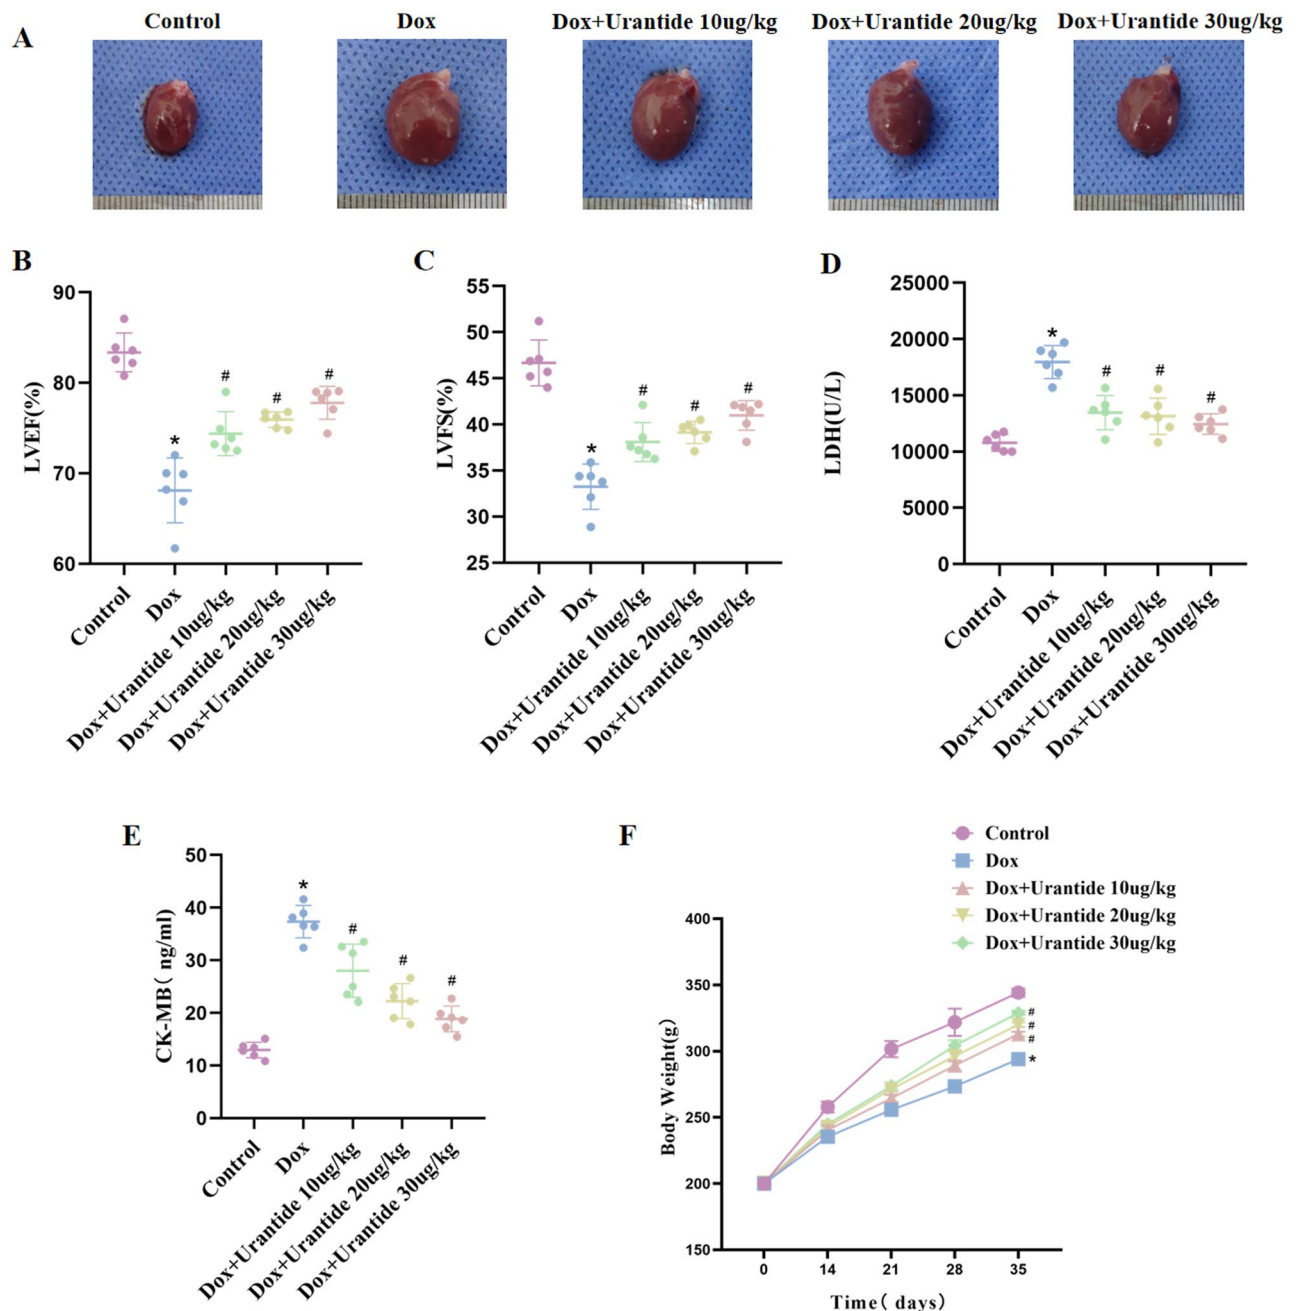 A
Control
Dox
Dox+Urantide 10ug/kg
Dox+Urantide 20ug/kg
Dox+Urantide 30ug/kg
B
LVEF(%)
90
80
70
60
*
#
#
#
Control
Dox
Dox+Urantide 10ug/kg
Dox+Urantide 20ug/kg
Dox+Urantide 30ug/kg
C
LVFS(%)
55
50
45
40
35
30
25
*
#
#
#
Control
Dox
Dox+Urantide 10ug/kg
Dox+Urantide 20ug/kg
Dox+Urantide 30ug/kg
D
LDH(U/L)
25000
20000
15000
10000
5000
0
*
#
#
#
Control
Dox
Dox+Urantide 10ug/kg
Dox+Urantide 20ug/kg
Dox+Urantide 30ug/kg
E
CK-MB( ng/ml)
50
40
30
20
10
0
*
#
#
#
Control
Dox
Dox+Urantide 10ug/kg
Dox+Urantide 20ug/kg
Dox+Urantide 30ug/kg
F
Control
Dox
Dox+Urantide 10ug/kg
Dox+Urantide 20ug/kg
Dox+Urantide 30ug/kg
Body Weight(g)
400
350
300
250
200
150
#
#
#
*
0
14
21
28
35
Time( days)